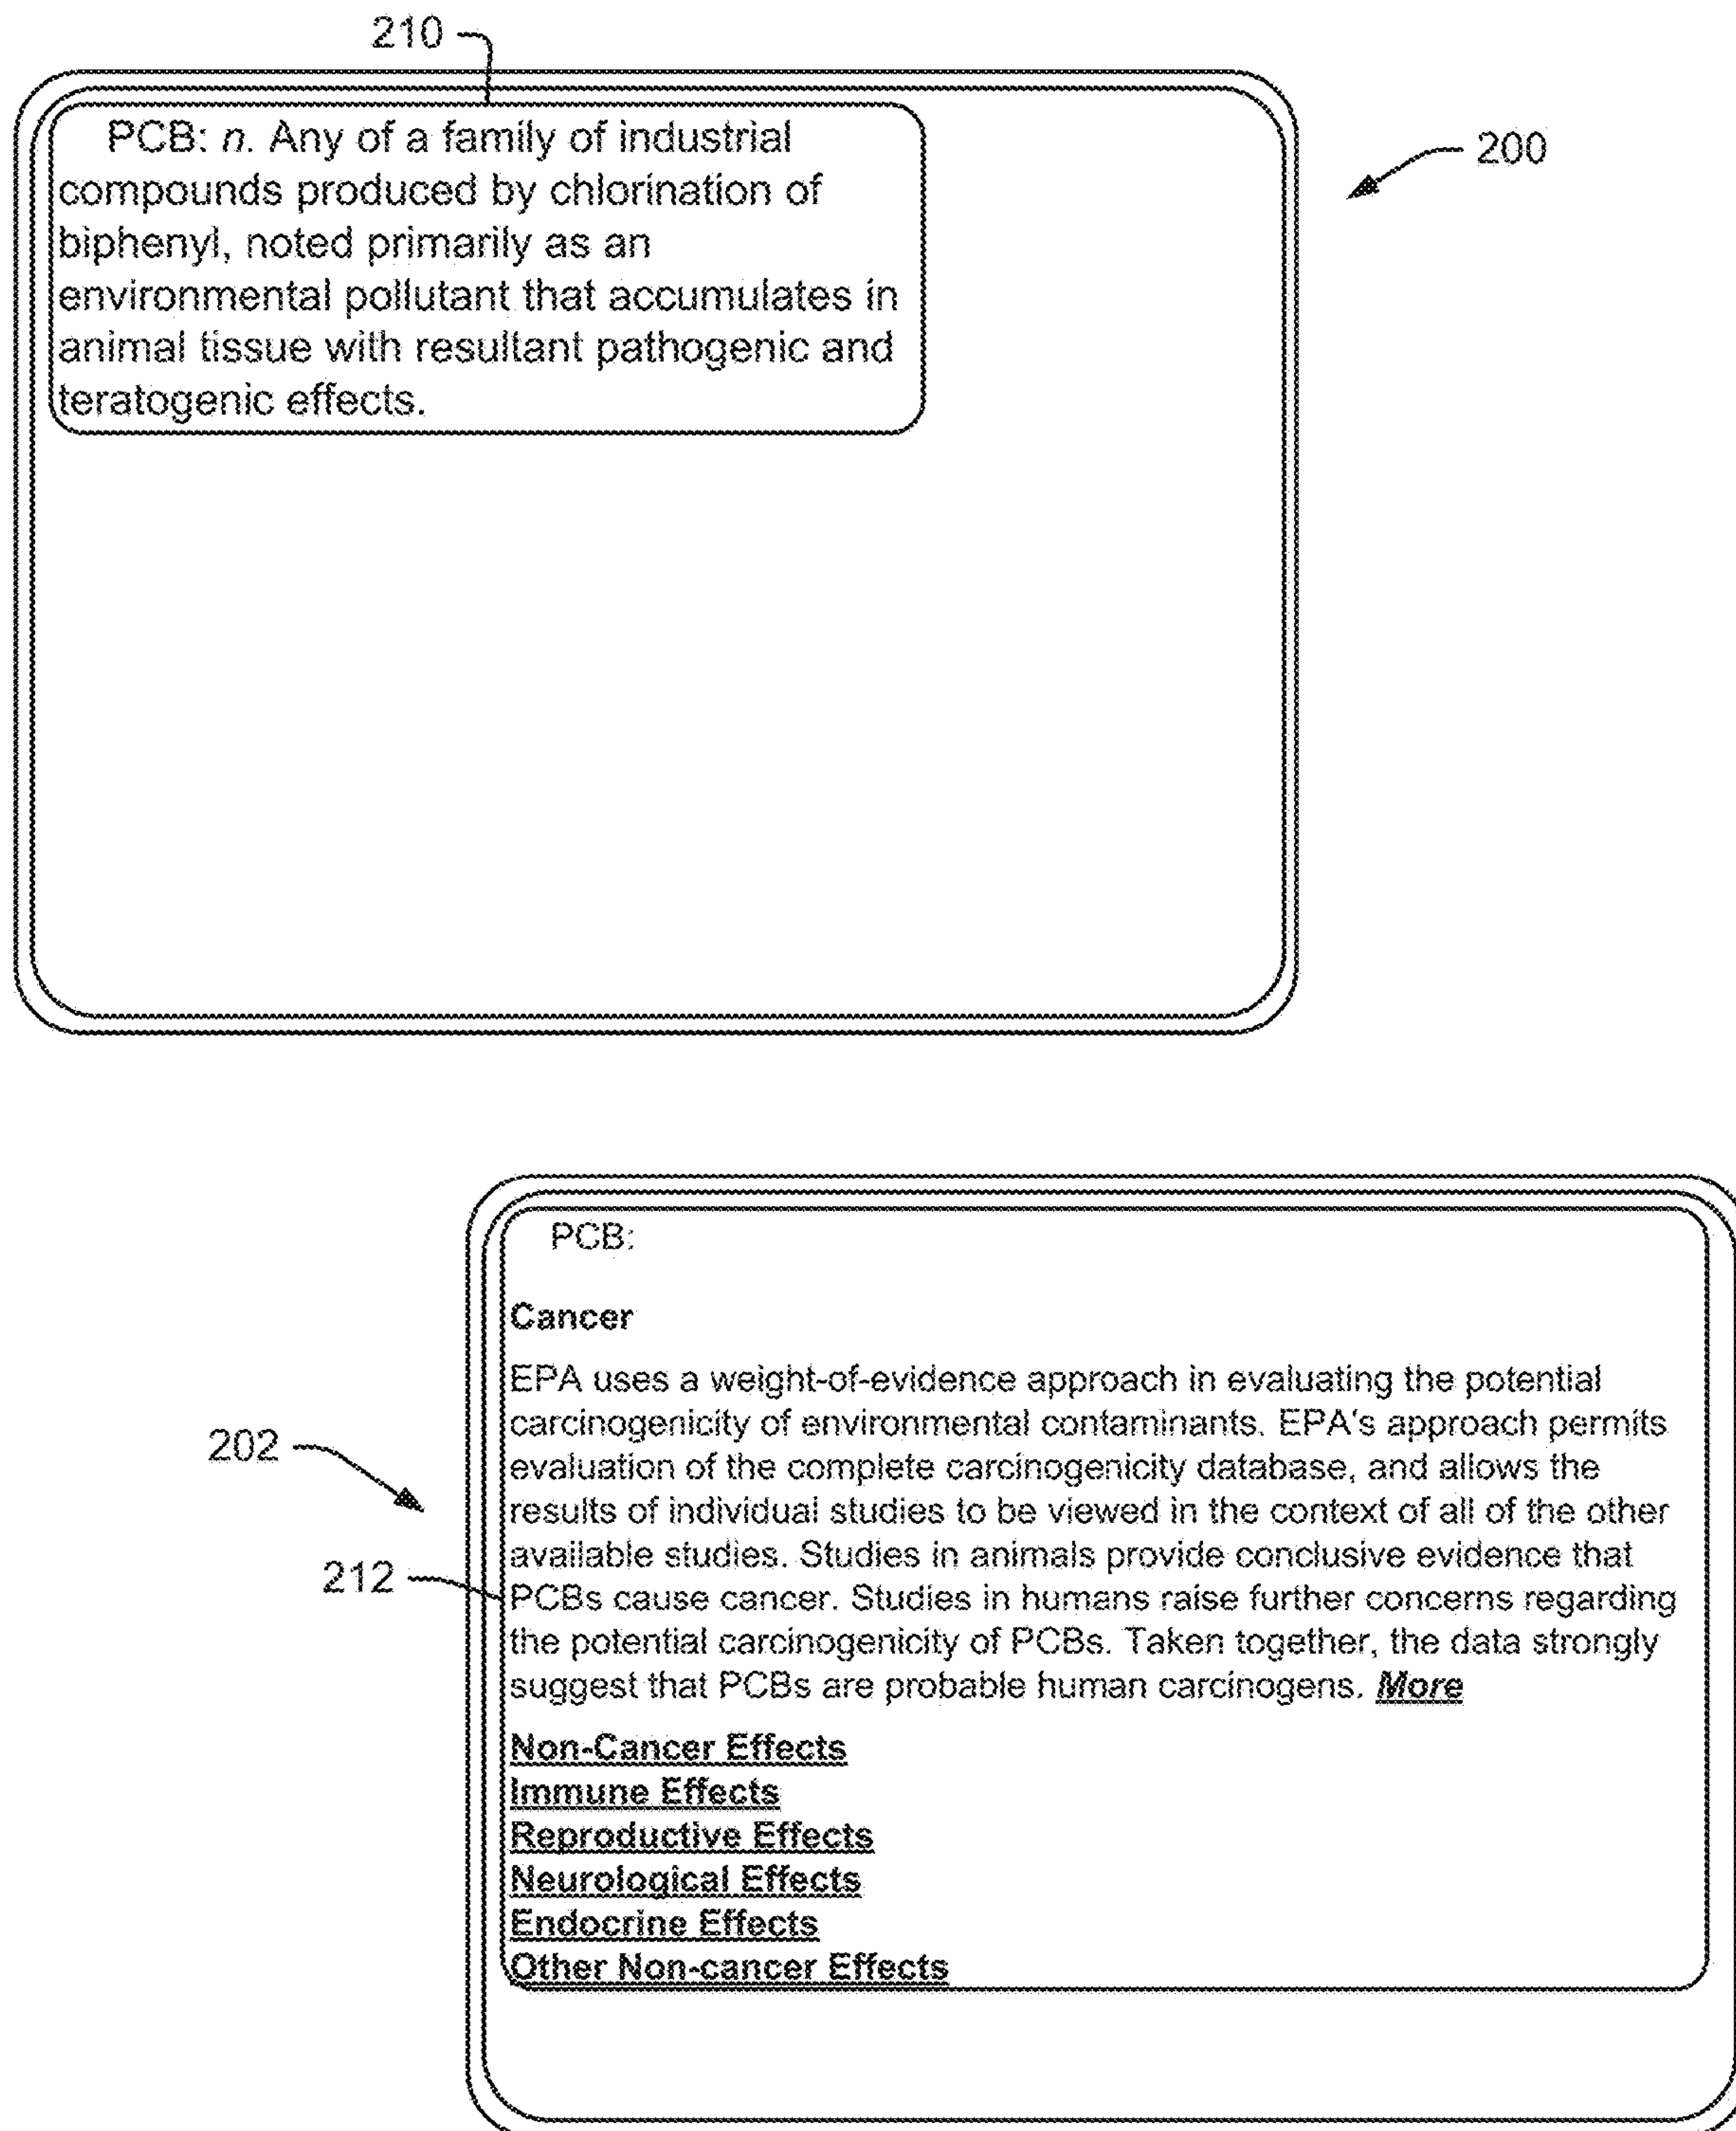 210
200
PCB: n. Any of a family of industrial
compounds produced by chlorination of
biphenyl, noted primarily as an
environmental pollutant that accumulates in
animal tissue with resultant pathogenic and
teratogenic effects.
PCB:
Cancer
EPA uses a weight-of-evidence approach in evaluating the potential
carcinogenicity of environmental contaminants. EPA's approach permits
evaluation of the complete carcinogenicity database, and allows the
results of individual studies to be viewed in the context of all of the other
available studies. Studies in animals provide conclusive evidence that
PCBs cause cancer. Studies in humans raise further concerns regarding
the potential carcinogenicity of PCBs. Taken together, the data strongly
suggest that PCBs are probable human carcinogens. More
Non-Cancer Effects
Immune Effects
Reproductive Effects
Neurological Effects
Endocrine Effects
Other Non-cancer Effects
202
212